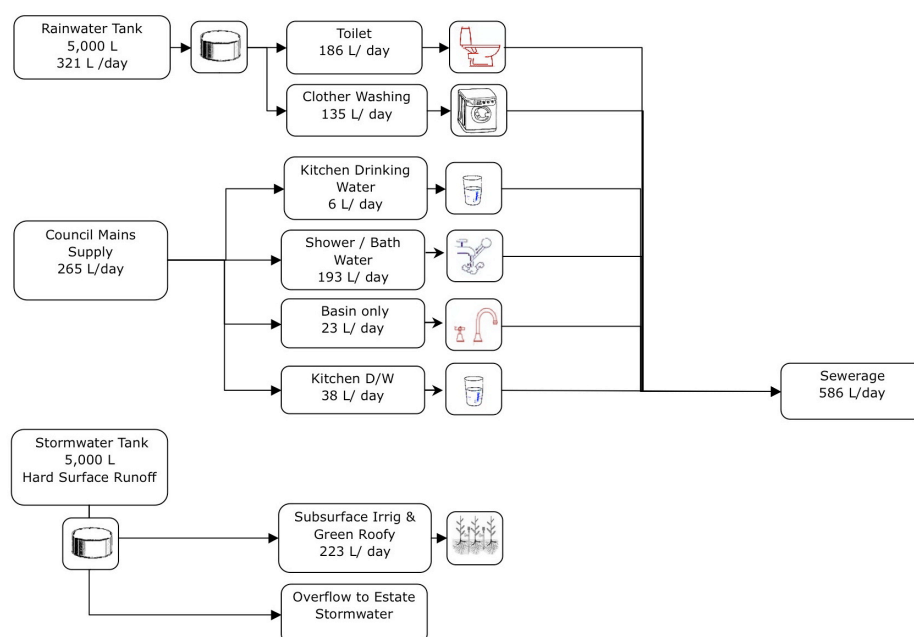 Rainwater Tank
5,000 L
321 L /day
Toilet
186 L/ day
Clother Washing
135 L/ day
Kitchen Drinking
Water
6 L/ day
Council Mains
Supply
265 L/day
Shower / Bath
Water
193 L/ day
Basin only
23 L/ day
Kitchen D/W
38 L/ day
Sewerage
586 L/day
Stormwater Tank
5,000 L
Hard Surface Runoff
Subsurface Irrig &
Green Roofy
223 L/ day
Overflow to Estate
Stormwater